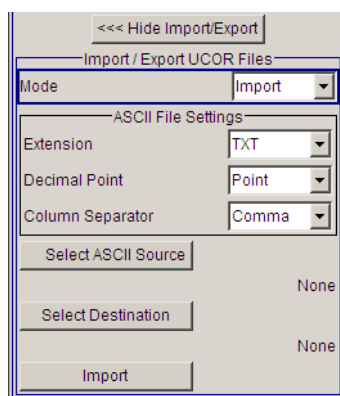 <<< Hide Import/Export
Import / Export UCOR Files
Mode Import
ASCII File Settings
Extension TXT
Decimal Point Point
Column Separator Comma
Select ASCII Source
None
Select Destination
None
Import